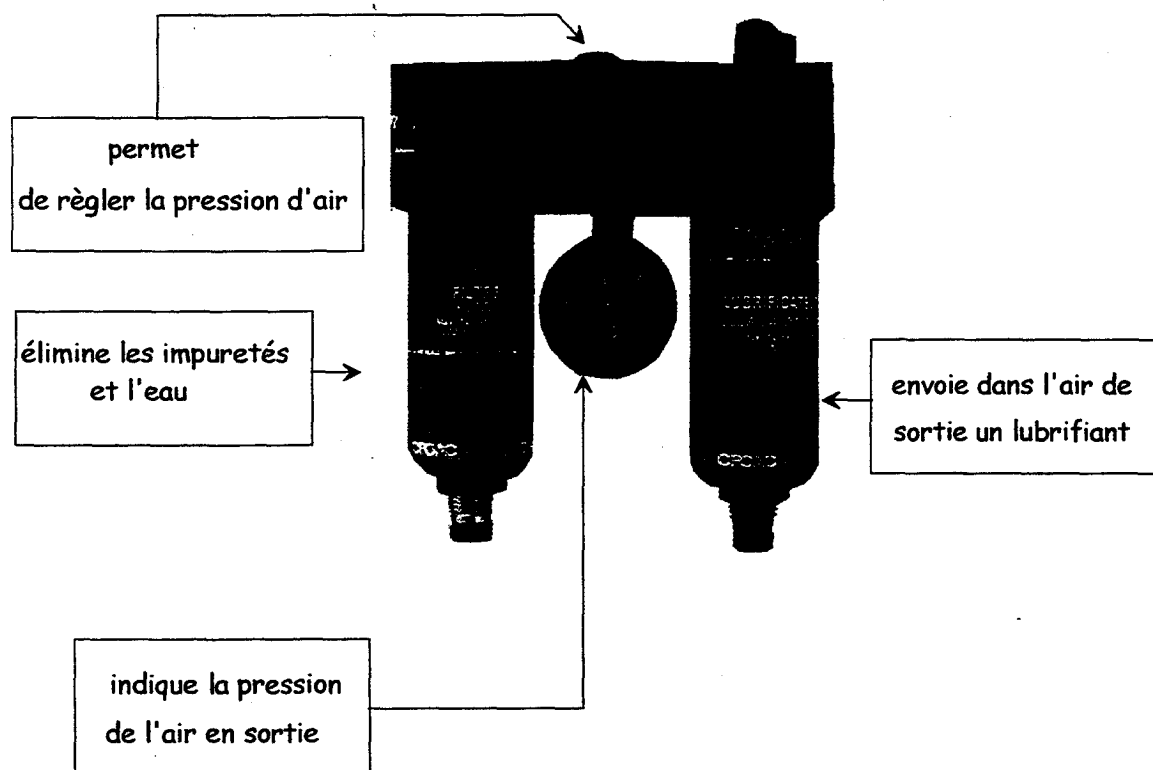 permet
de règler la pression d'air
élimine les impuretés
et l'eau
envoie dans l'air de
sortie un lubrifiant
indique la pression
de l'air en sortie